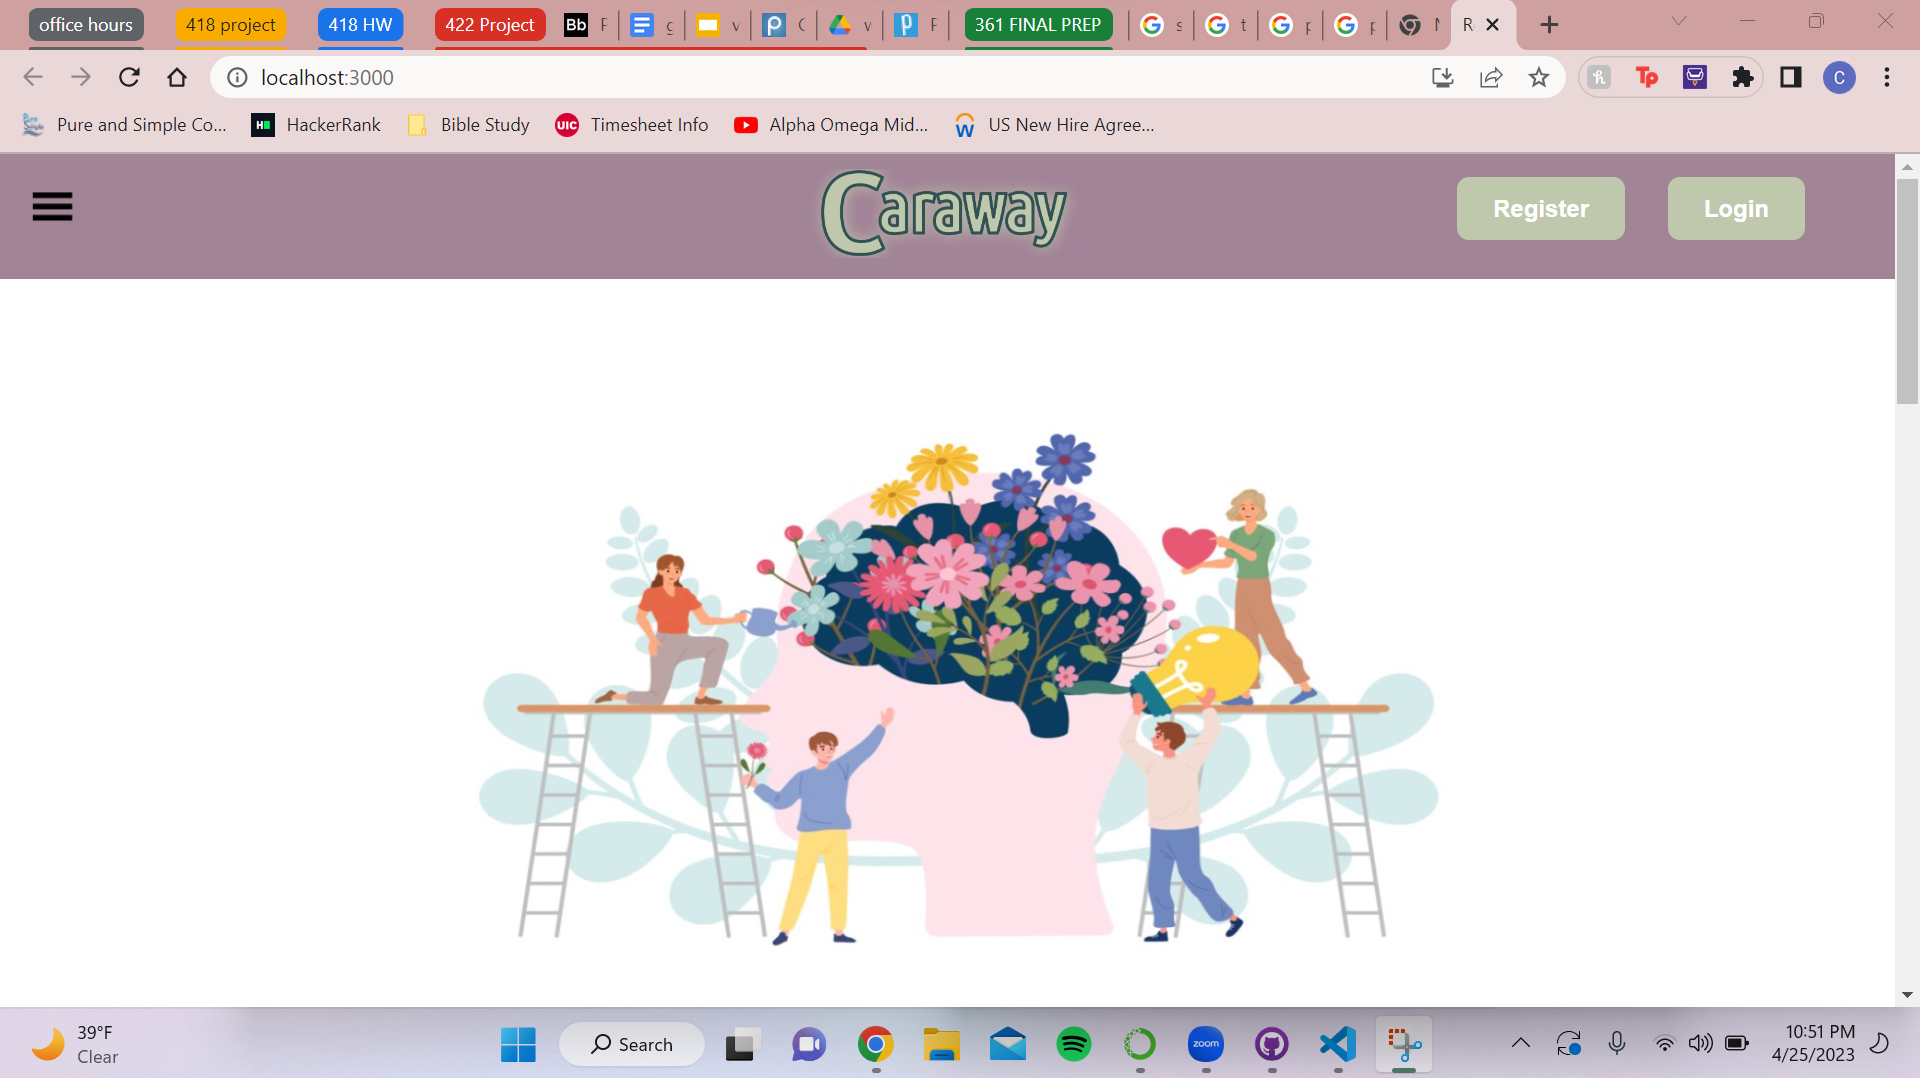 office hours
418 project
418 HW
422 Project
Bb
361 FINAL PREP
localhost:3000
C
Pure and Simple Co...
HackerRank
Bible Study
UIC
Timesheet Info
Alpha Omega Mid...
US New Hire Agree...
Caraway
Register
Login
39°F
Clear
Search
zoom
10:51 PM
4/25/2023